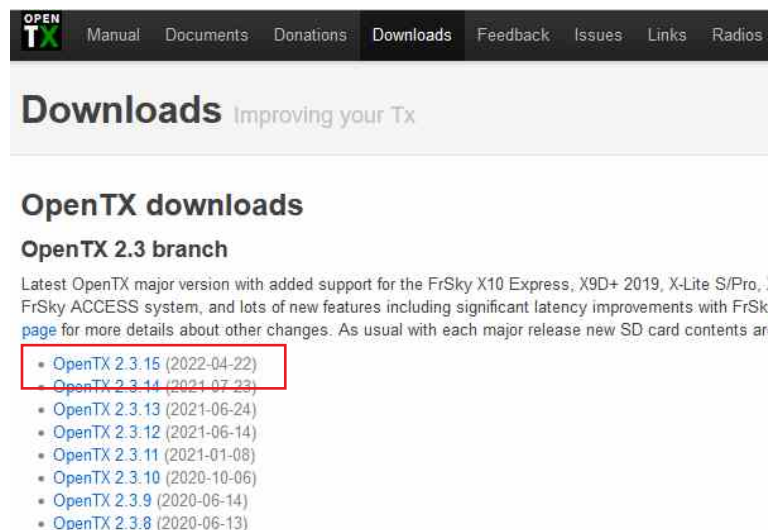 OPEN
TX
Manual Documents Donations Downloads Feedback Issues Links Radios
Downloads Improving your Tx
OpenTX downloads
OpenTX 2.3 branch
Latest OpenTX major version with added support for the FrSky X10 Express, X9D+ 2019, X-Lite S/Pro,
FrSky ACCESS system, and lots of new features including significant latency improvements with FrSk
page for more details about other changes. As usual with each major release new SD card contents ar
OpenTX 2.3.15 (2022-04-22)
OpenTX 2.3.14 (2021-07-23)
OpenTX 2.3.13 (2021-06-24)
OpenTX 2.3.12 (2021-06-14)
OpenTX 2.3.11 (2021-01-08)
OpenTX 2.3.10 (2020-10-06)
OpenTX 2.3.9 (2020-06-14)
OpenTX 2.3.8 (2020-06-13)